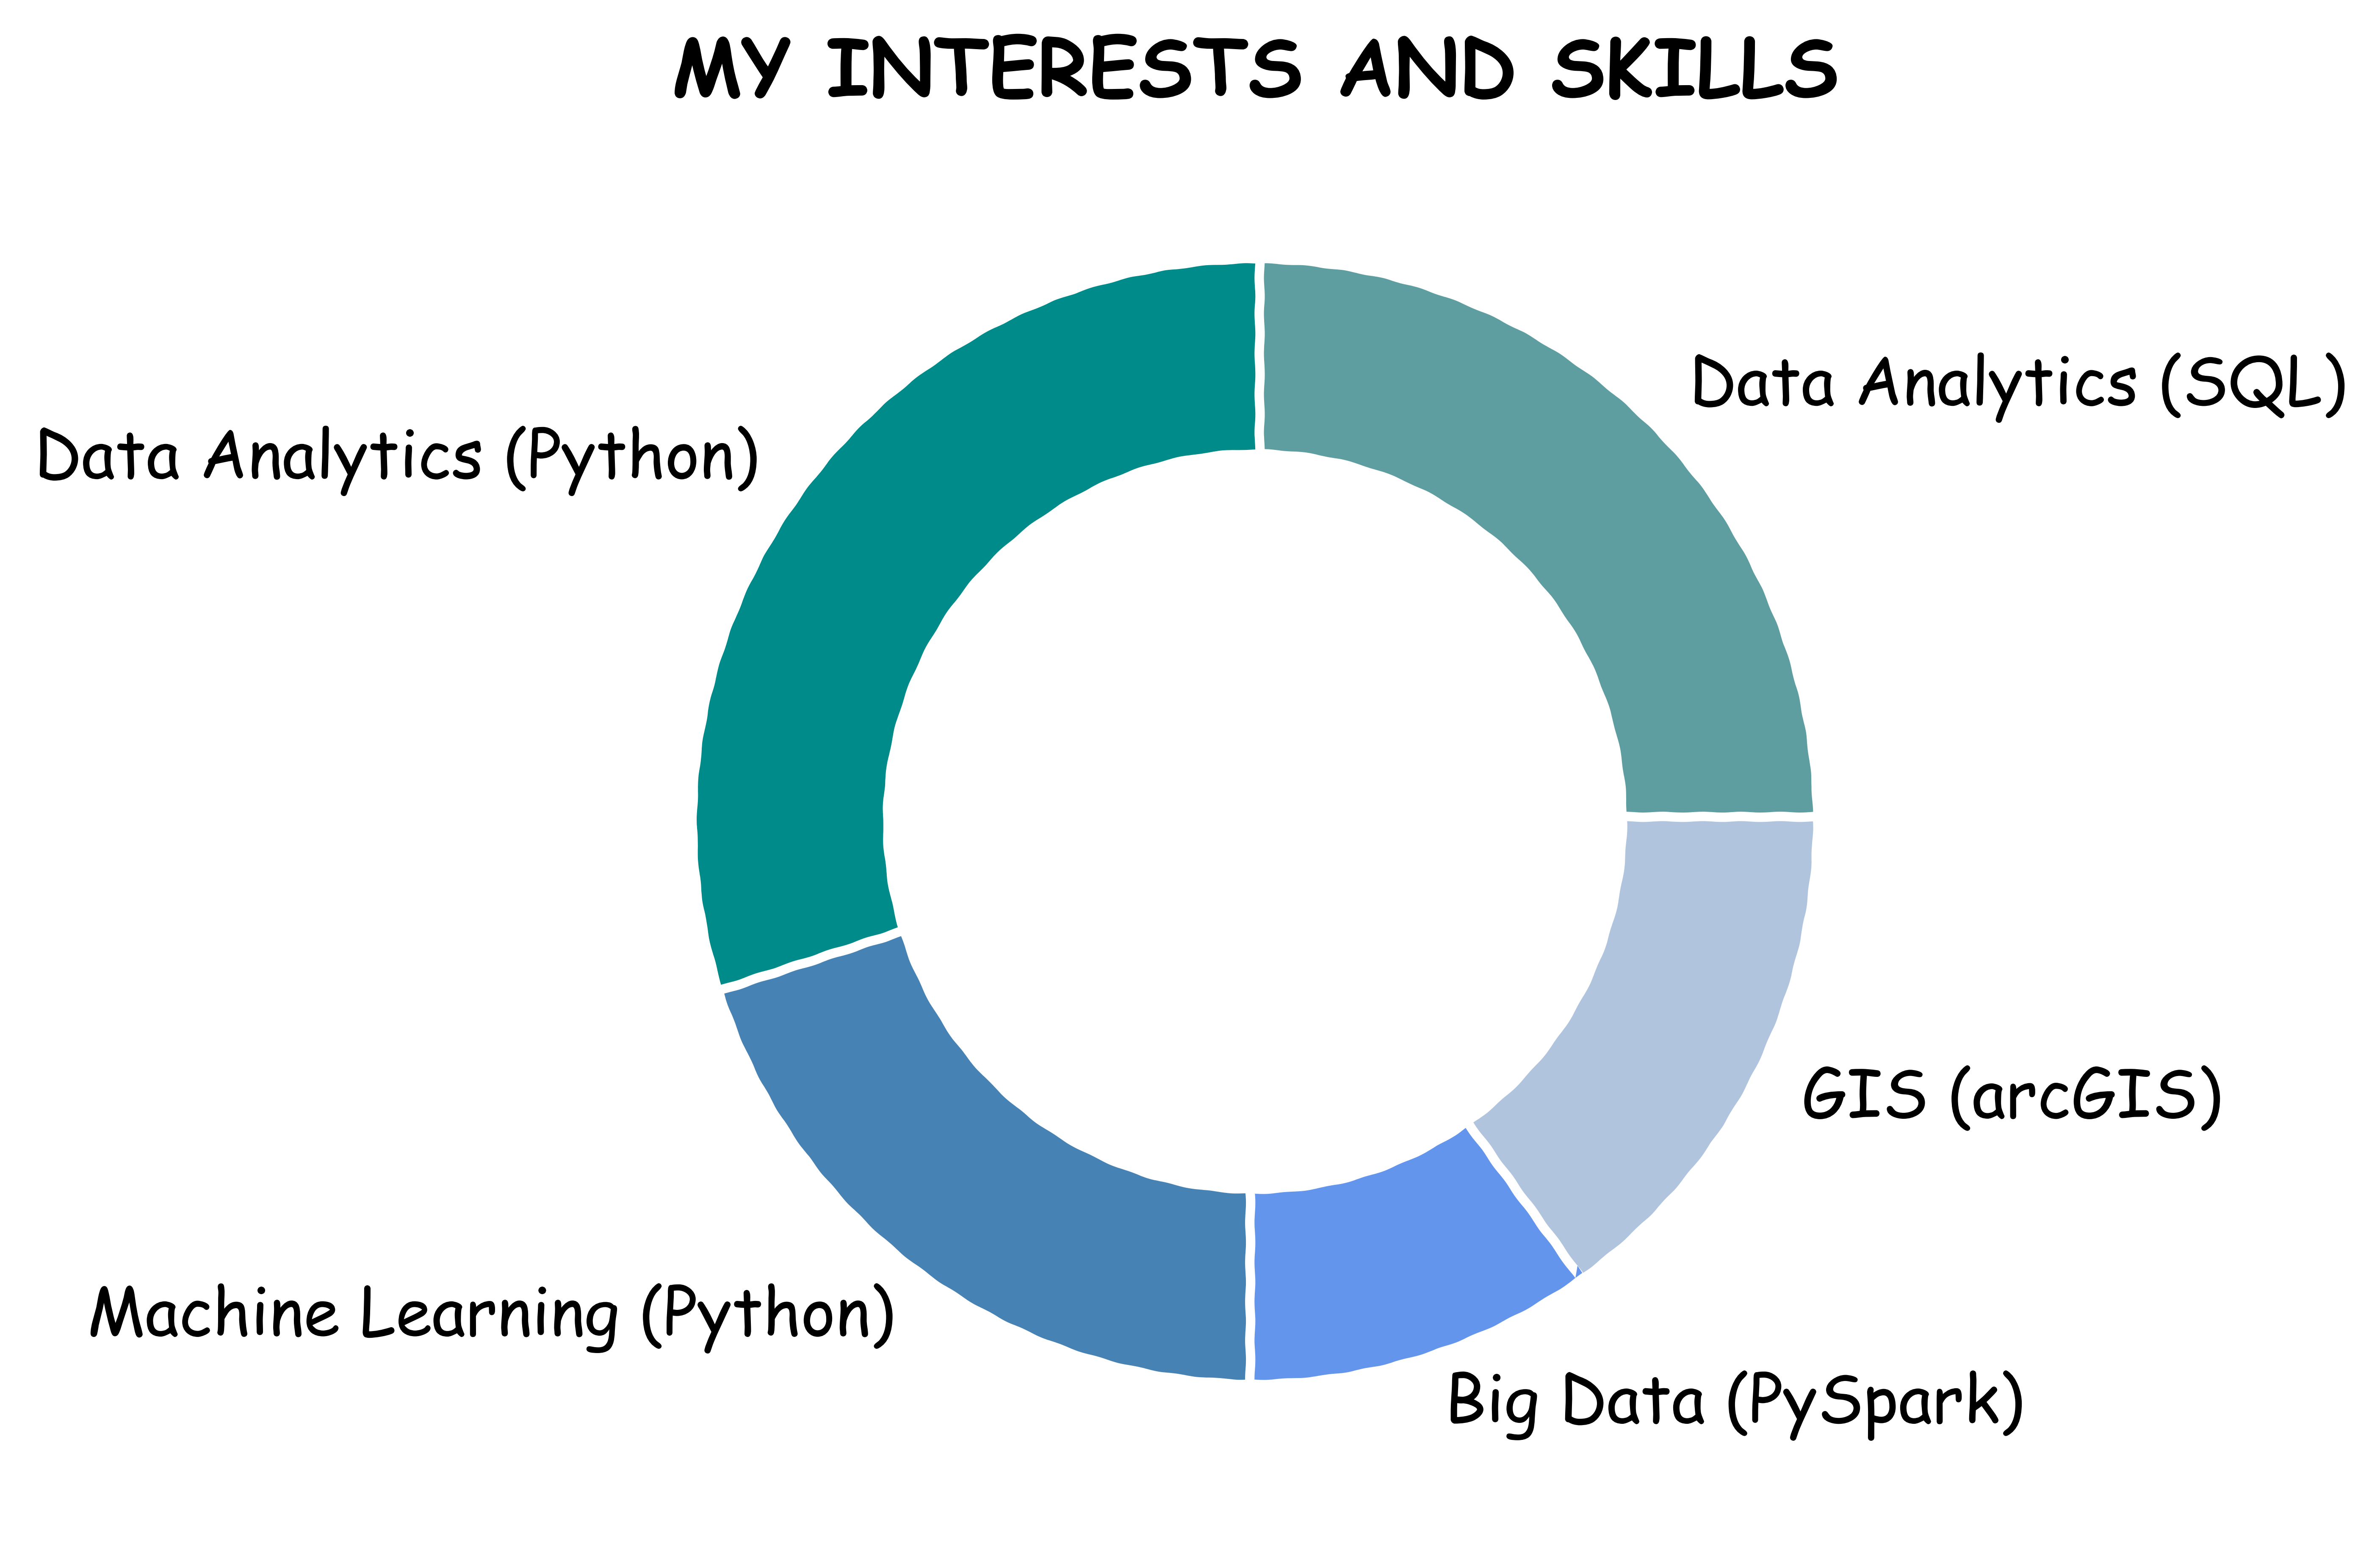 MY INTERESTS AND SKILLS
Data Analytics (SQL)
Data Analytics (Python)
GIS (arcGIS)
Machine Learning (Python)
Big Data (PySpark)